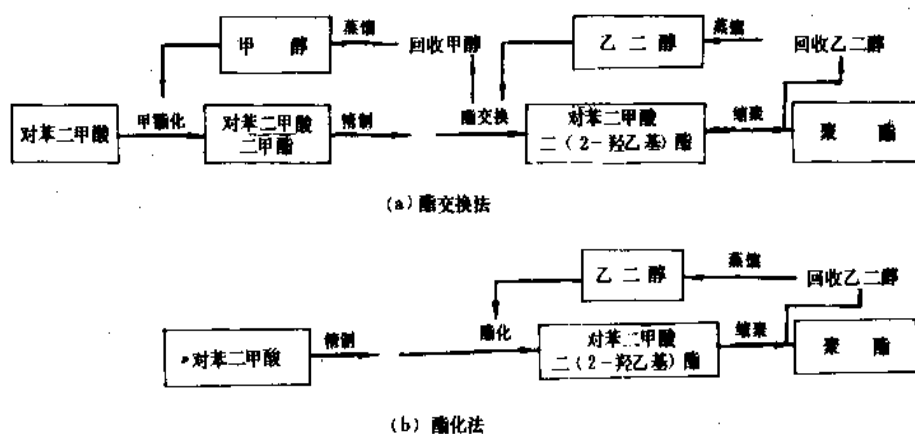 甲 醇
蒸馏
回收甲醇
乙二醇
蒸馏
回收乙二醇
对苯二甲酸
甲酯化
对苯二甲酸
二甲酯
精制
酯交换
对苯二甲酸
二(2-羟乙基)酯
缩聚
聚 酯
(a)酯交换法
乙二醇
蒸馏
回收乙二醇
对苯二甲酸
精制
酯化
对苯二甲酸
二(2-羟乙基)酯
缩聚
聚 酯
(b) 酯化法